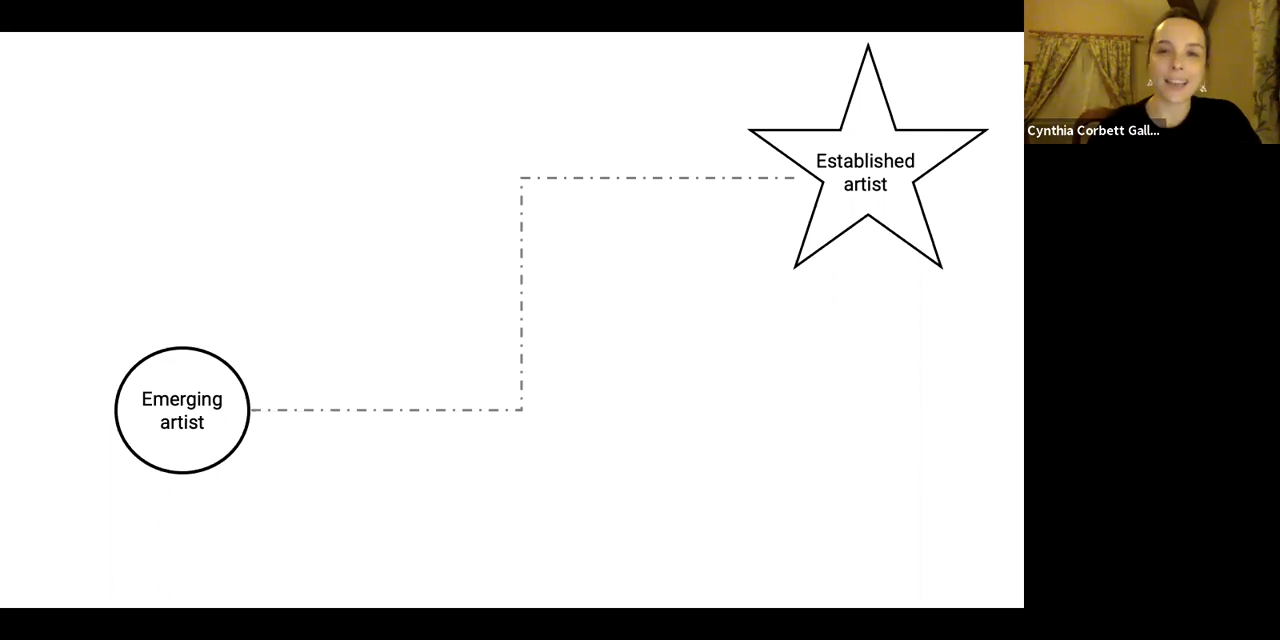 Established
artist
Cynthia Corbett Gall...
Emerging
artist